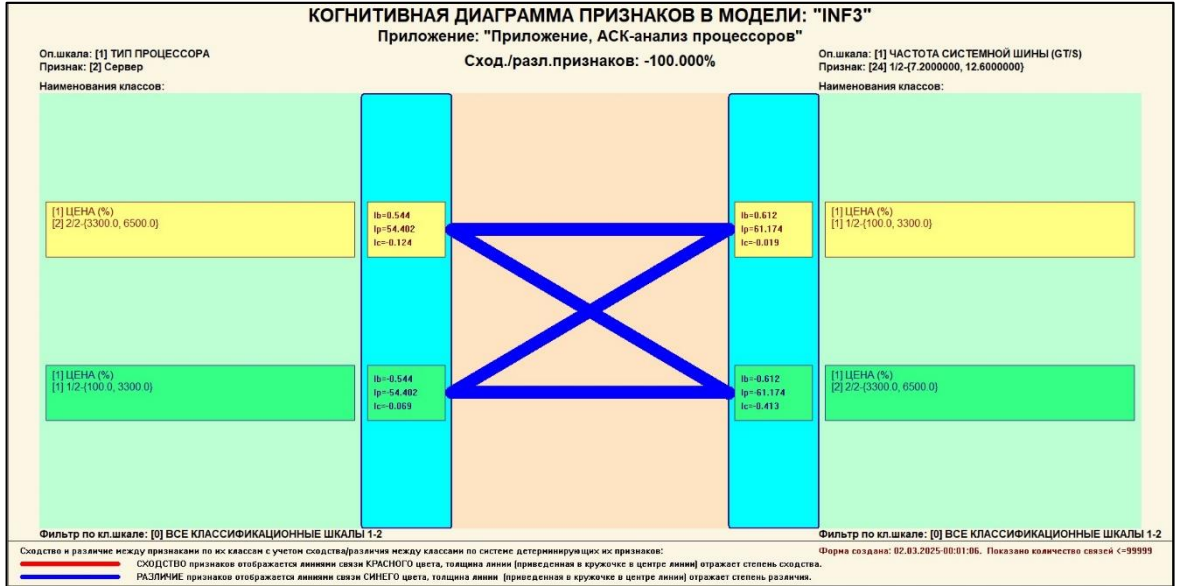 КОГНИТИВНАЯ ДИАГРАММА ПРИЗНАКОВ В МОДЕЛИ: "INF3"
Приложение: "Приложение, АСК-анализ процессоров"
Сход./разл.признаков: -100.000%
Оп.шкала: [1] ТИП ПРОЦЕССОРА
Признак: [2] Сервер
Наименования классов:
Оп.шкала: [1] ЧАСТОТА СИСТЕМНОЙ ШИНЫ (GT/S)
Признак: [24] 1/2-{7.2000000, 12.6000000}
Наименования классов:
[1] ЦЕНА (%)
[2] 2/2-{3300.0, 6500.0}
Ib=0.544
Ip=54.402
Ic=-0.124
Ib=0.612
Ip=61.174
Ic=-0.019
[1] ЦЕНА (%)
[1] 1/2-{100.0, 3300.0}
[1] ЦЕНА (%)
[1] 1/2-{100.0, 3300.0}
Ib=-0.544
Ip=-54.402
Ic=-0.069
Ib=-0.612
Ip=-61.174
Ic=-0.413
[1] ЦЕНА (%)
[2] 2/2-{3300.0, 6500.0}
Фильтр по кл.шкале: [0] ВСЕ КЛАССИФИКАЦИОННЫЕ ШКАЛЫ 1-2
Фильтр по кл.шкале: [0] ВСЕ КЛАССИФИКАЦИОННЫЕ ШКАЛЫ 1-2
Сходство и различие между признаками по их классам с учетом сходства/различия между классами по системе детерминирующих их признаков:
Форма создана: 02.03.2025-00:01:06. Показано количество связей <=99999
СХОДСТВО признаков отображается линиями связи КРАСНОГО цвета, толщина линии (приведенная в кружочке в центре линии) отражает степень сходства.
РАЗЛИЧИЕ признаков отображается линиями связи СИНЕГО цвета, толщина линии (приведенная в кружочке в центре линии) отражает степень различия.